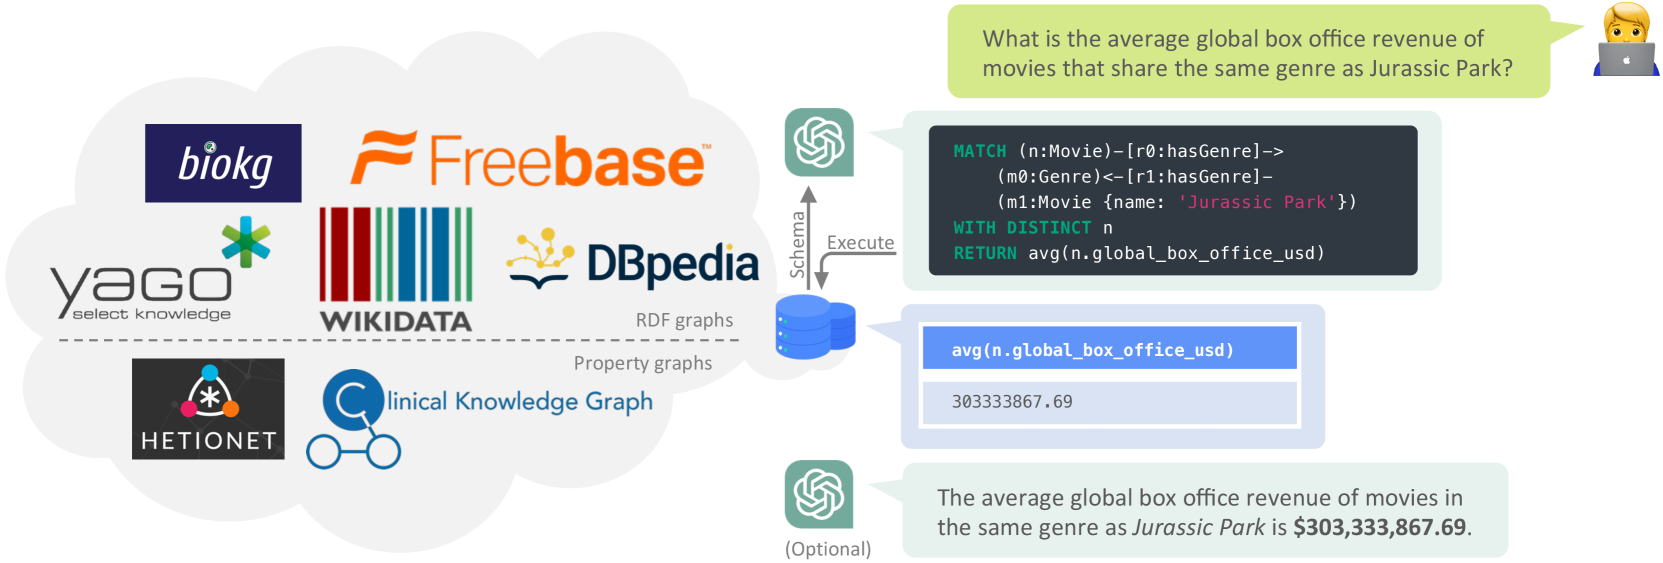 What is the average global box office revenue of
movies that share the same genre as Jurassic Park?
biokg
Freebase™
yago
select knowledge
WIKIDATA
DBpedia
RDF graphs
Property graphs
HETIONET
Clinical Knowledge Graph
Schema
Execute
MATCH (n:Movie)-[r0:hasGenre]->
(m0:Genre)<-[r1:hasGenre]-
(m1:Movie {name: 'Jurassic Park'})
WITH DISTINCT n
RETURN avg(n.global_box_office_usd)
avg(n.global_box_office_usd)
303333867.69
(Optional)
The average global box office revenue of movies in
the same genre as Jurassic Park is $303,333,867.69.